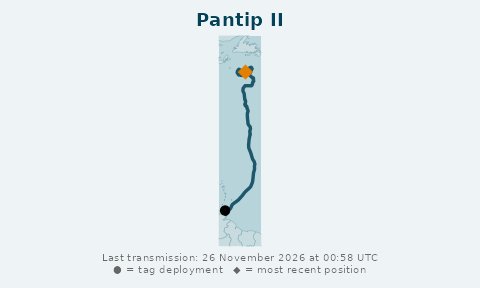 Pantip II
Last transmission: 26 November 2026 at 00:58 UTC
● = tag deployment ◆ = most recent position